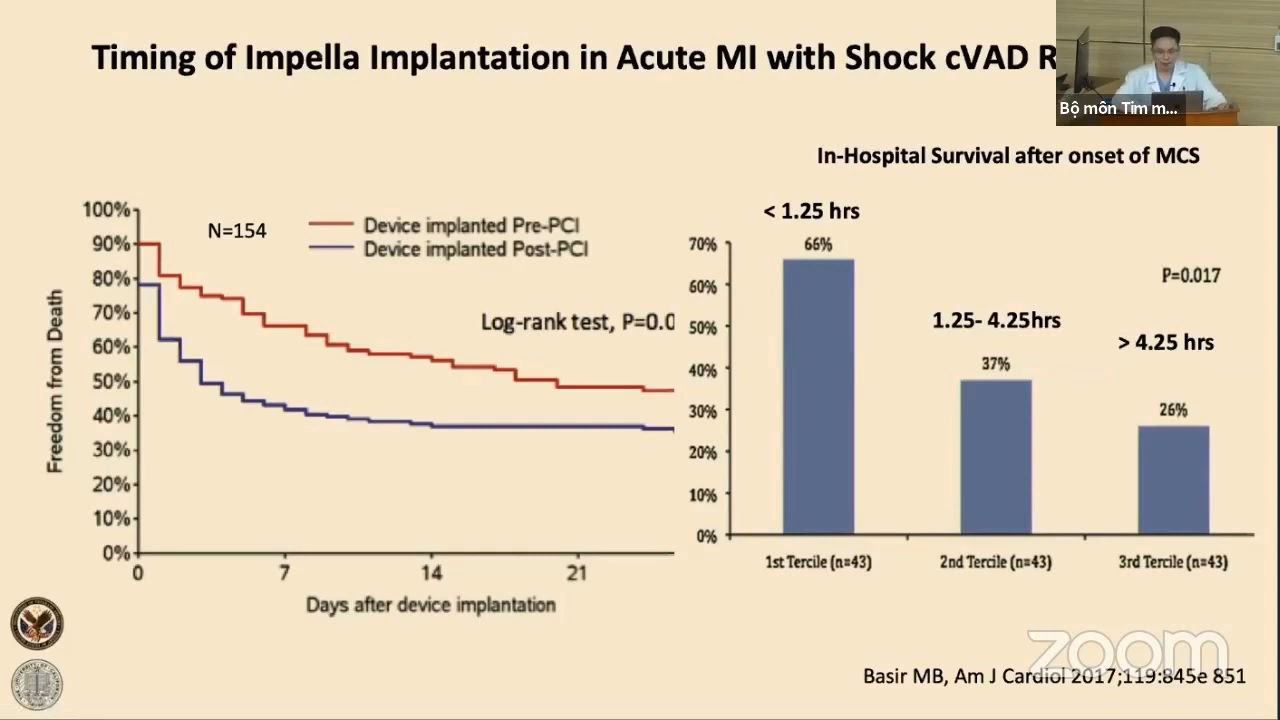 Timing of Impella Implantation in Acute MI with Shock cVAD R
Bộ môn Tim m...
In-Hospital Survival after onset of MCS
100%
90%
80%
70%
60%
50%
40%
30%
20%
10%
0%
Freedom from Death
N=154
Device implanted Pre-PCI
Device implanted Post-PCI
Log-rank test, P=0.0
0
7
14
21
Days after device implantation
70%
60%
50%
40%
30%
20%
10%
0%
< 1.25 hrs
66%
1.25- 4.25hrs
37%
> 4.25 hrs
26%
P=0.017
1st Tercile (n=43)
2nd Tercile (n=43)
3rd Tercile (n=43)
zoom
Basir MB, Am J Cardiol 2017;119:845e 851